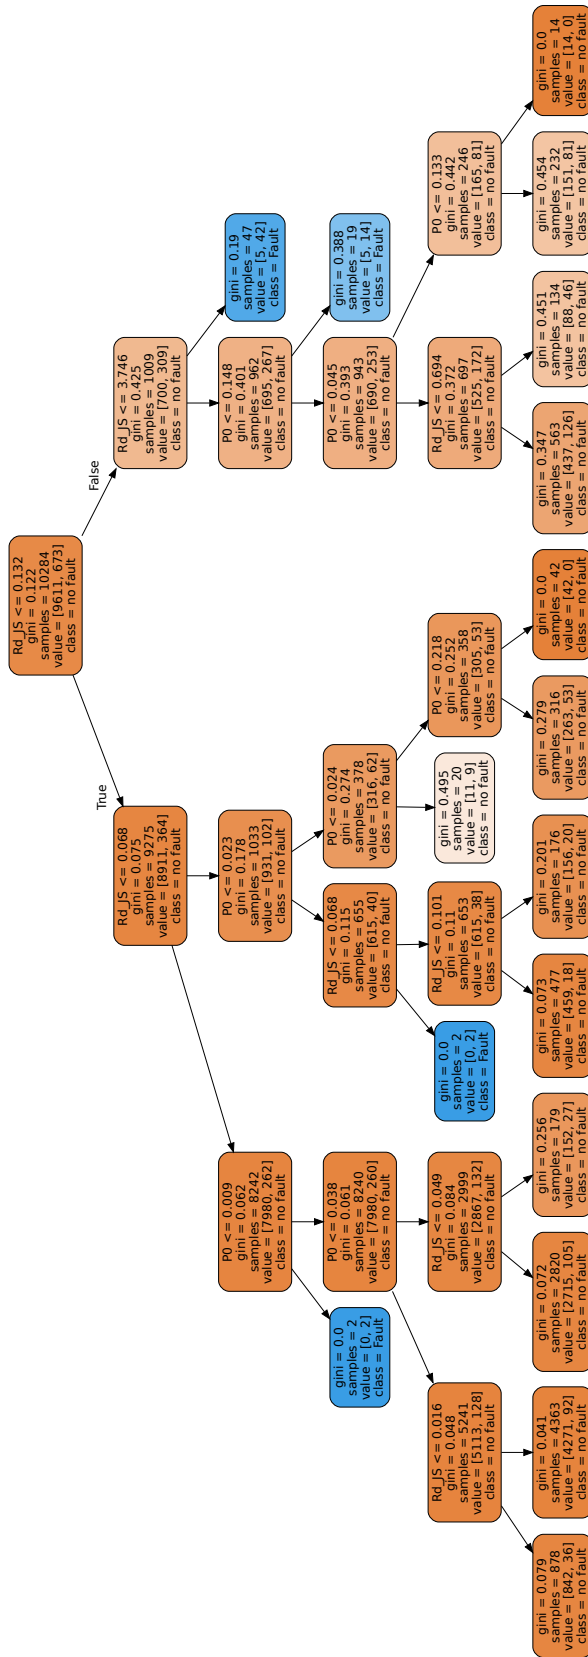 Rd_JS <= 0.132
gini = 0.122
samples = 10284
value = [9611, 673]
class = no fault
True
False
Rd_JS <= 0.068
gini = 0.075
samples = 9275
value = [8911, 364]
class = no fault
Rd_JS <= 3.746
gini = 0.425
samples = 1009
value = [700, 309]
class = no fault
P0 <= 0.009
gini = 0.062
samples = 8242
value = [7980, 262]
class = no fault
P0 <= 0.023
gini = 0.178
samples = 1033
value = [931, 102]
class = no fault
P0 <= 0.148
gini = 0.401
samples = 962
value = [695, 267]
class = no fault
gini = 0.19
samples = 47
value = [5, 42]
class = Fault
gini = 0.0
samples = 2
value = [0, 2]
class = Fault
P0 <= 0.038
gini = 0.061
samples = 8240
value = [7980, 260]
class = no fault
Rd_JS <= 0.068
gini = 0.115
samples = 655
value = [615, 40]
class = no fault
P0 <= 0.024
gini = 0.274
samples = 378
value = [316, 62]
class = no fault
P0 <= 0.045
gini = 0.393
samples = 943
value = [690, 253]
class = no fault
gini = 0.388
samples = 19
value = [5, 14]
class = Fault
Rd_JS <= 0.016
gini = 0.048
samples = 5241
value = [5113, 128]
class = no fault
Rd_JS <= 0.049
gini = 0.084
samples = 2999
value = [2867, 132]
class = no fault
gini = 0.0
samples = 2
value = [0, 2]
class = Fault
Rd_JS <= 0.101
gini = 0.11
samples = 653
value = [615, 38]
class = no fault
gini = 0.495
samples = 20
value = [11, 9]
class = no fault
P0 <= 0.218
gini = 0.252
samples = 358
value = [305, 53]
class = no fault
Rd_JS <= 0.694
gini = 0.372
samples = 697
value = [525, 172]
class = no fault
P0 <= 0.133
gini = 0.442
samples = 246
value = [165, 81]
class = no fault
gini = 0.079
samples = 878
value = [842, 36]
class = no fault
gini = 0.041
samples = 4363
value = [4271, 92]
class = no fault
gini = 0.072
samples = 2820
value = [2715, 105]
class = no fault
gini = 0.256
samples = 179
value = [152, 27]
class = no fault
gini = 0.073
samples = 477
value = [459, 18]
class = no fault
gini = 0.201
samples = 176
value = [156, 20]
class = no fault
gini = 0.279
samples = 316
value = [263, 53]
class = no fault
gini = 0.0
samples = 42
value = [42, 0]
class = no fault
gini = 0.347
samples = 563
value = [437, 126]
class = no fault
gini = 0.451
samples = 134
value = [88, 46]
class = no fault
gini = 0.454
samples = 232
value = [151, 81]
class = no fault
gini = 0.0
samples = 14
value = [14, 0]
class = no fault